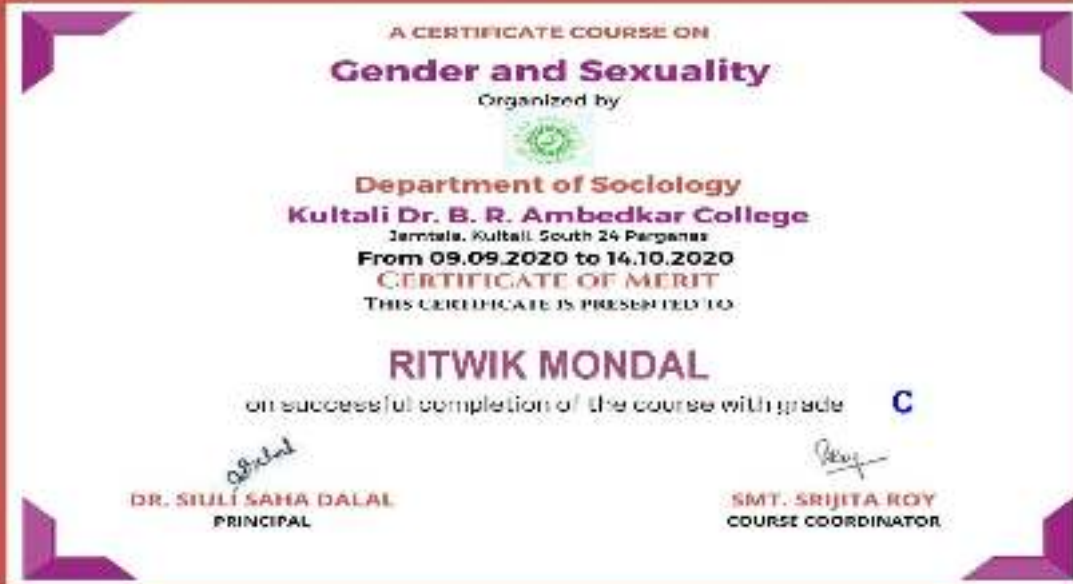 A CERTIFICATE COURSE ON
Gender and Sexuality
Organized by
Department of Sociology
Kultali Dr. B. R. Ambedkar College
Jamtala, Kultali, South 24 Parganas
From 09.09.2020 to 14.10.2020
CERTIFICATE OF MERIT
THIS CERTIFICATE IS PRESENTED TO
RITWIK MONDAL
on successful completion of the course with grade C
DR. SIULI SAHA DALAL
PRINCIPAL
SMT. SRIJITA ROY
COURSE COORDINATOR